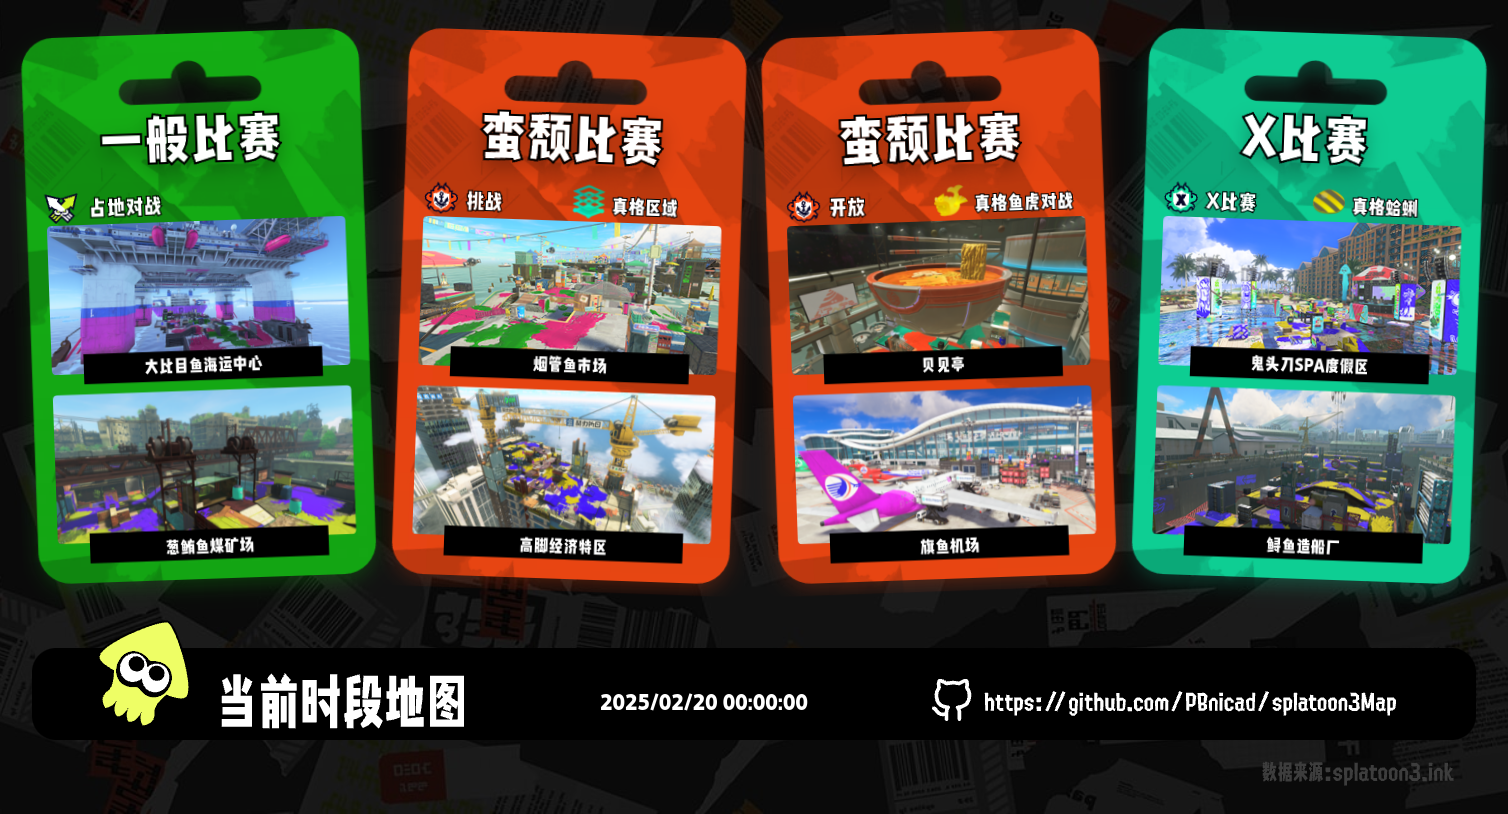 一般比赛
占地对战
大比目鱼海运中心
葱鲔鱼煤矿场
蛮颓比赛
挑战
真格区域
烟管鱼市场
高脚经济特区
蛮颓比赛
开放
真格鱼虎对战
贝见亭
旗鱼机场
X比赛
X比赛
真格蛤蜊
鬼头刀SPA度假区
鲟鱼造船厂
当前时段地图
2025/02/20 00:00:00
https://github.com/PBnicad/splatoon3Map
数据来源:splatoon3.ink